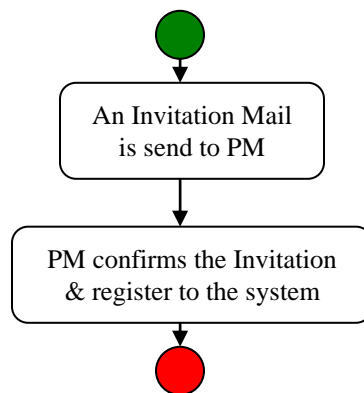 An Invitation Mail
is send to PM
PM confirms the Invitation
& register to the system